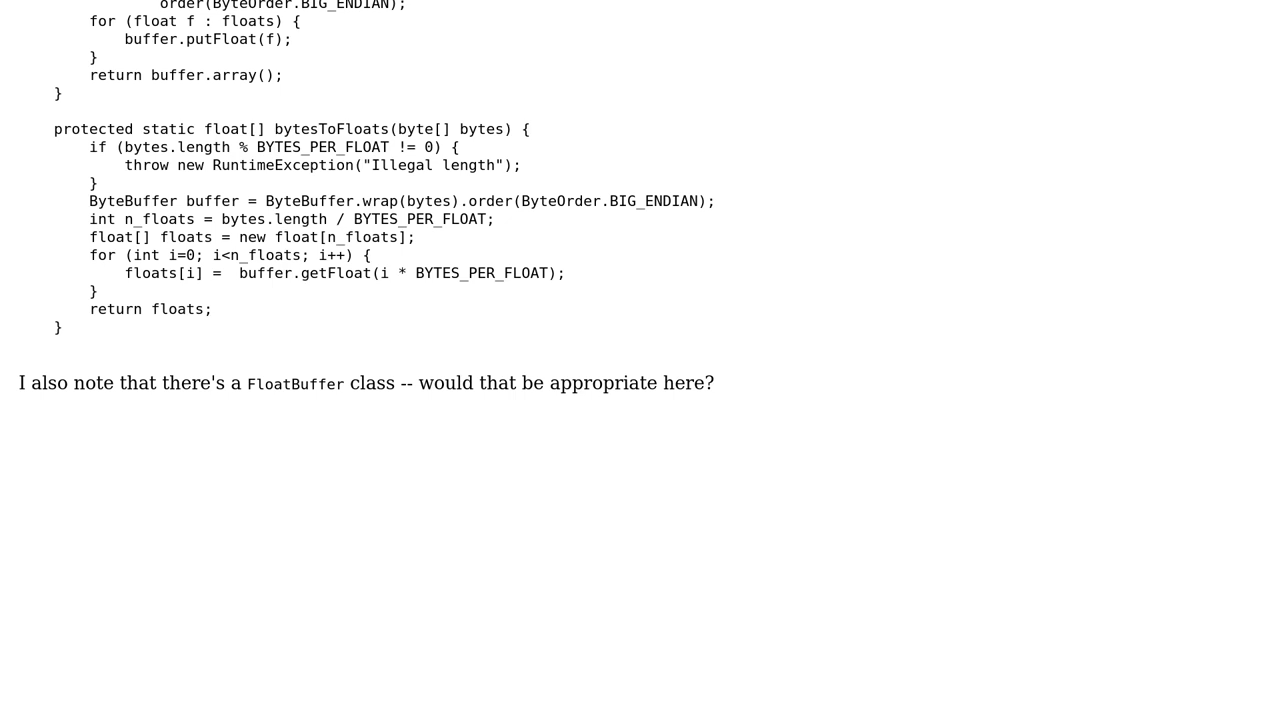 order(ByteOrder.BIG_ENDIAN);
for (float f : floats) {
buffer.putFloat(f);
}
return buffer.array();
}
protected static float[] bytesToFloats(byte[] bytes) {
if (bytes.length % BYTES_PER_FLOAT != 0) {
throw new RuntimeException("Illegal length");
}
ByteBuffer buffer = ByteBuffer.wrap(bytes).order(ByteOrder.BIG_ENDIAN);
int n_floats = bytes.length / BYTES_PER_FLOAT;
float[] floats = new float[n_floats];
for (int i=0; i<n_floats; i++) {
floats[i] =  buffer.getFloat(i * BYTES_PER_FLOAT);
}
return floats;
}
I also note that there's a FloatBuffer class -- would that be appropriate here?